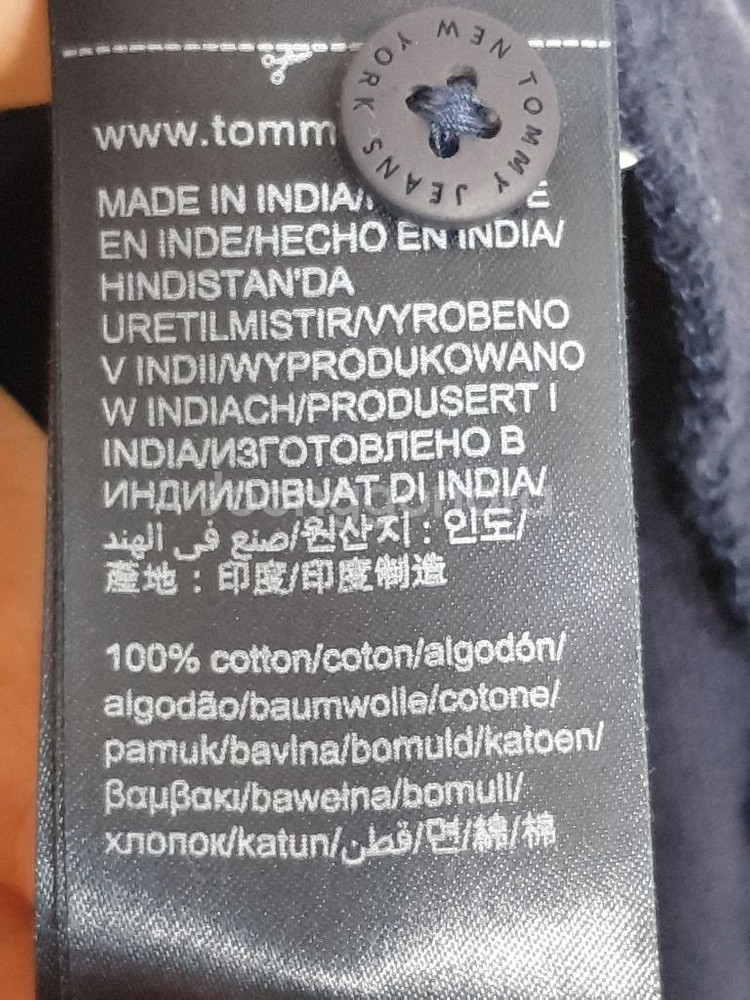 TOMMY JEANS NEW YORK
www.tomm
MADE IN INDIA/
EN INDE/HECHO EN INDIA/
HINDISTAN'DA
URETILMISTIR/VYROBENO
V INDII/WYPRODUKOWANO
W INDIACH/PRODUSERT I
INDIA/ИЗГОТОВЛЕНО В
ИНДИИ/DIBUAT DI INDIA/
صنع في الهند/원산지 : 인도/
產地 : 印度/印度制造
100% cotton/coton/algodón/
algodão/baumwolle/cotone/
pamuk/bavlna/bomuld/katoen/
βαμβακι/bawełna/bomull/
хлопок/katun/قطن/면/綿/棉